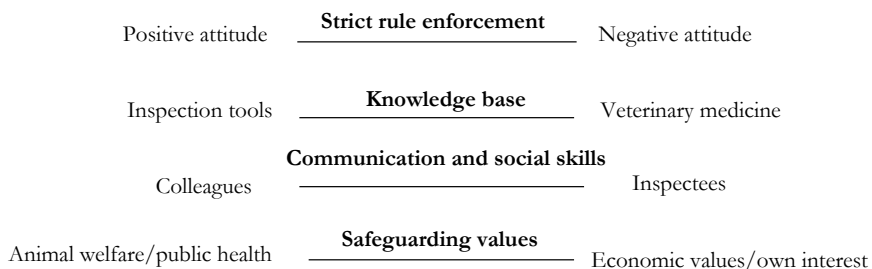 Strict rule enforcement
Positive attitude Negative attitude
Knowledge base
Inspection tools Veterinary medicine
Communication and social skills
Colleagues Inspectees
Safeguarding values
Animal welfare/public health Economic values/own interest